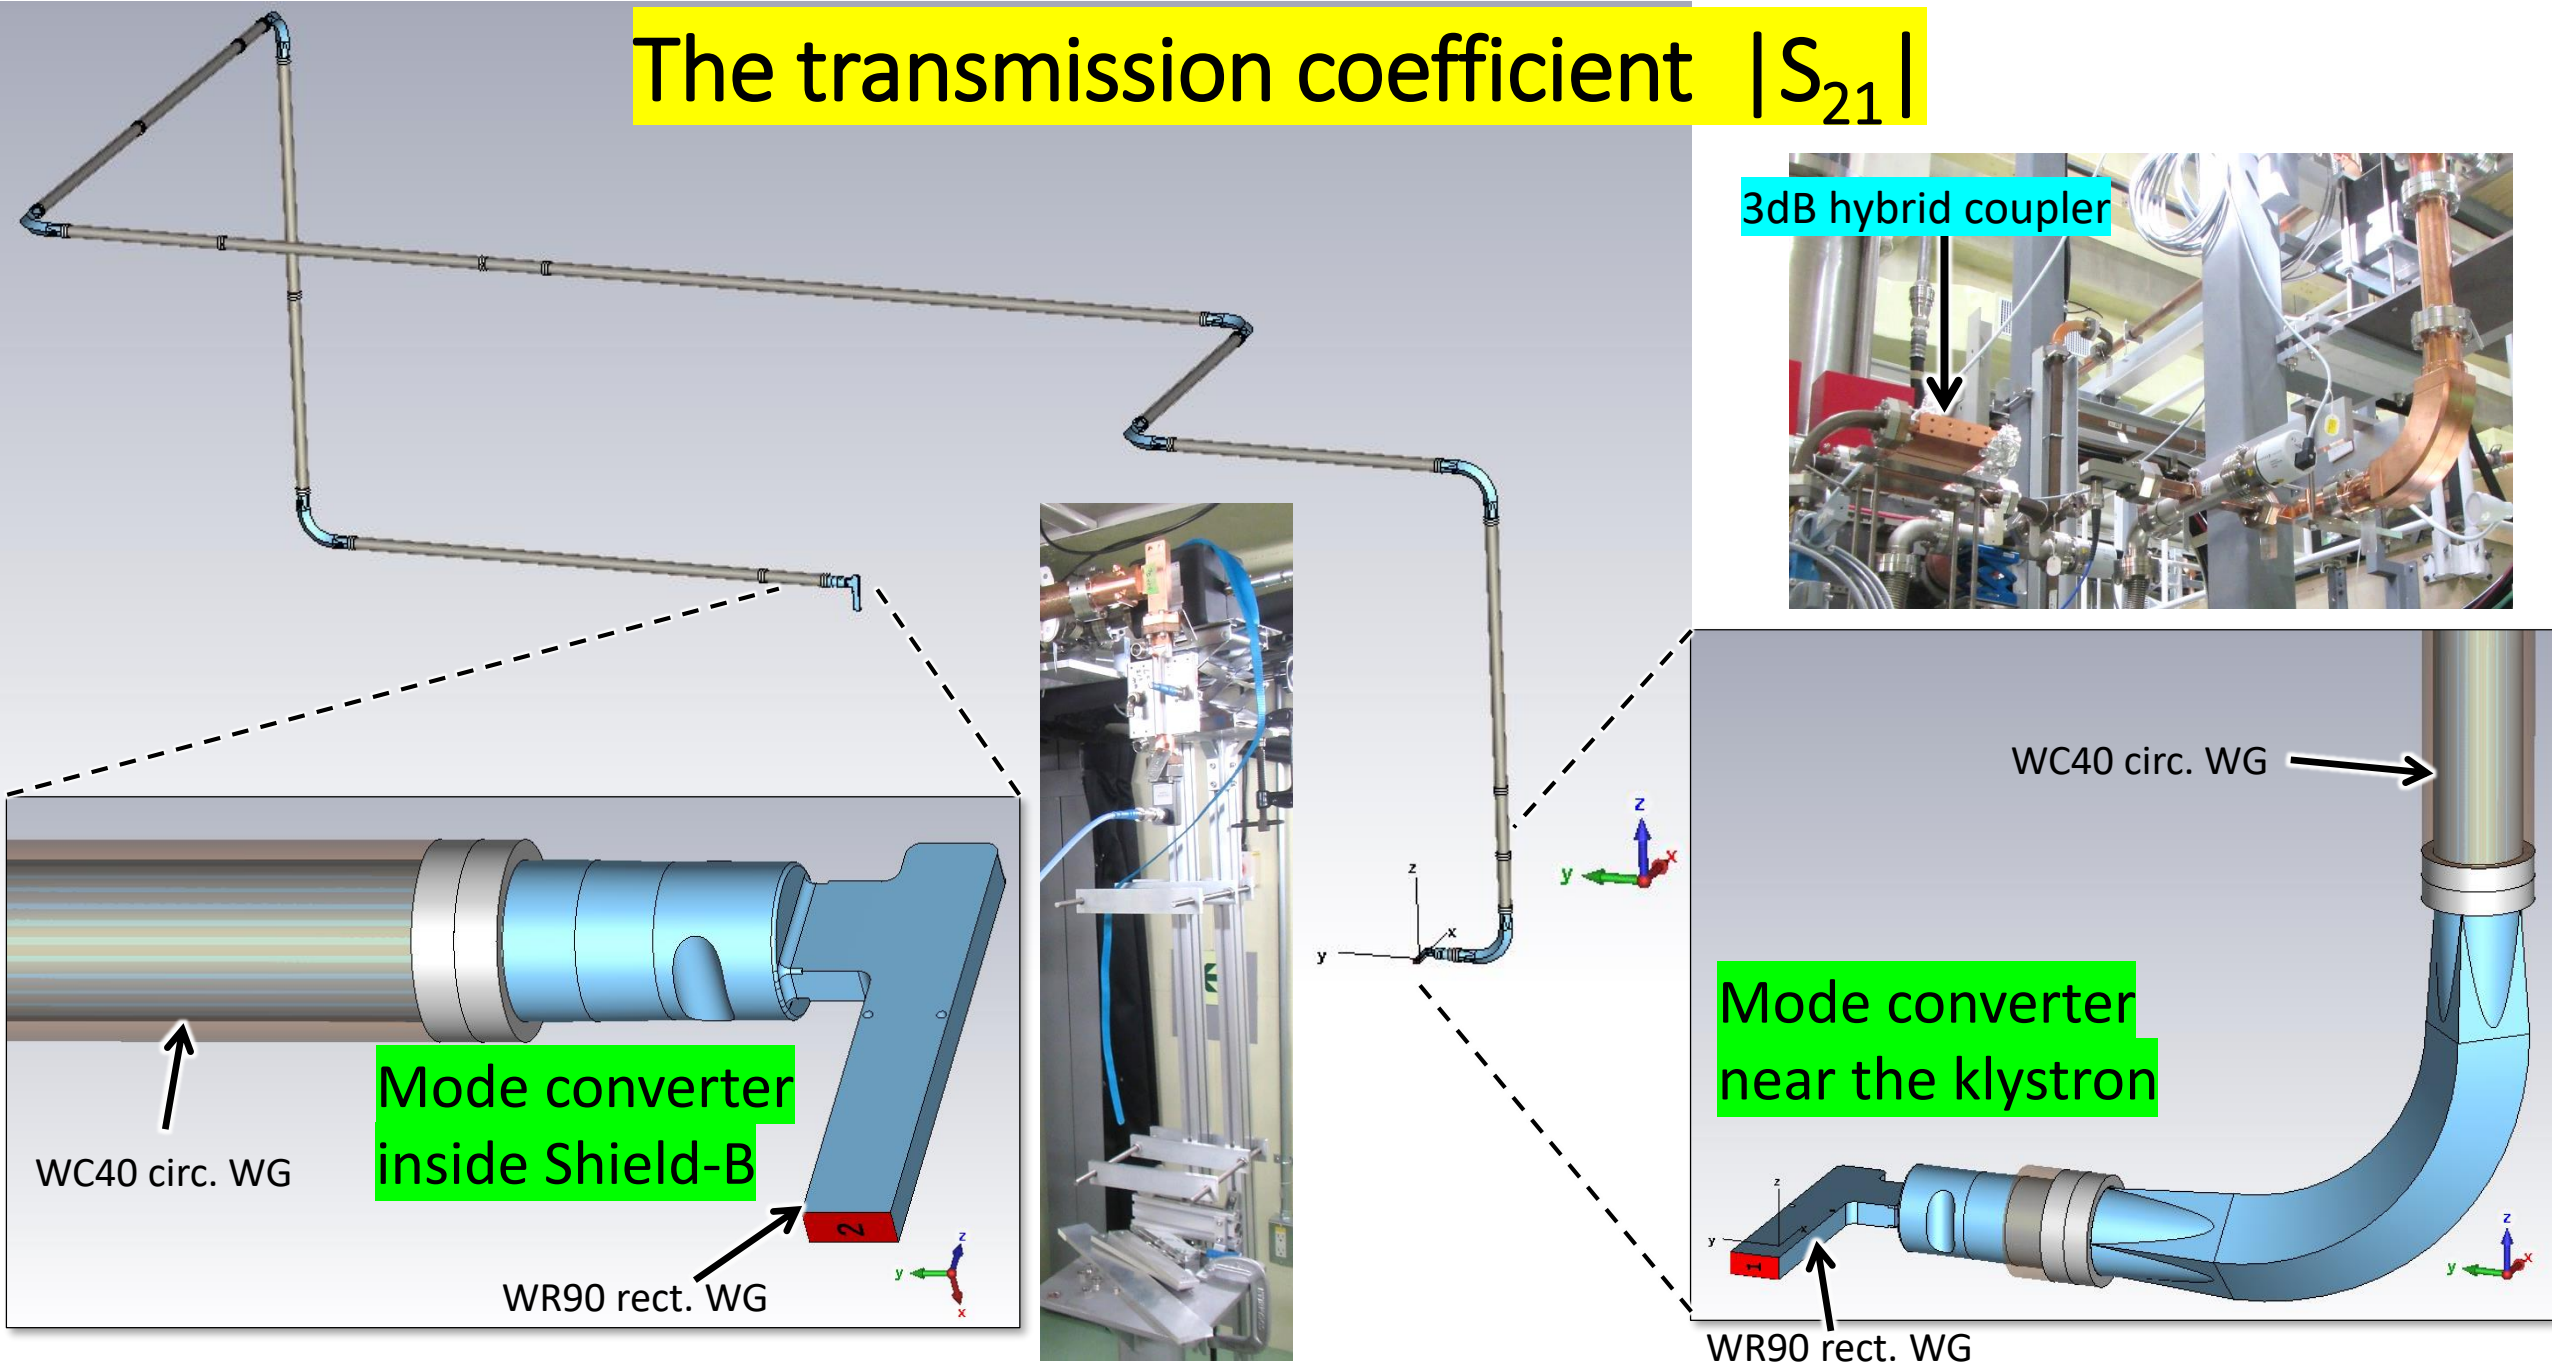 The transmission coefficient |S₂₁|
3dB hybrid coupler
WC40 circ. WG
z
y
x
z
y
x
Mode converter
inside Shield-B
WC40 circ. WG
WR90 rect. WG
2
z
y
x
Mode converter
near the klystron
z
y
x
1
z
y
x
WR90 rect. WG